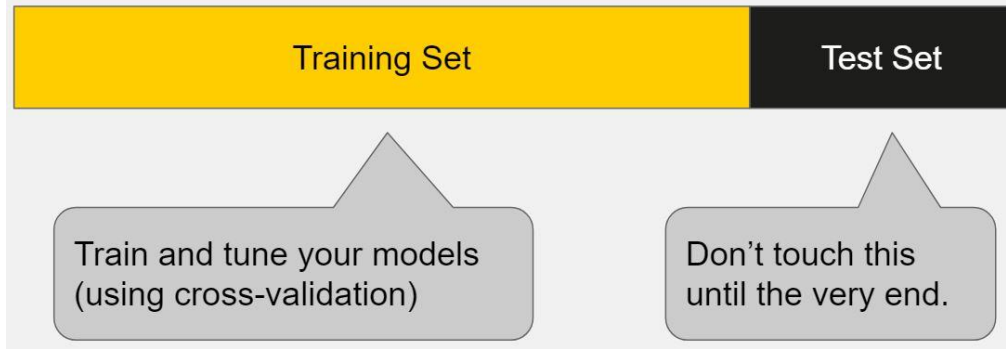 Training Set
Test Set
Train and tune your models
(using cross-validation)
Don’t touch this
until the very end.